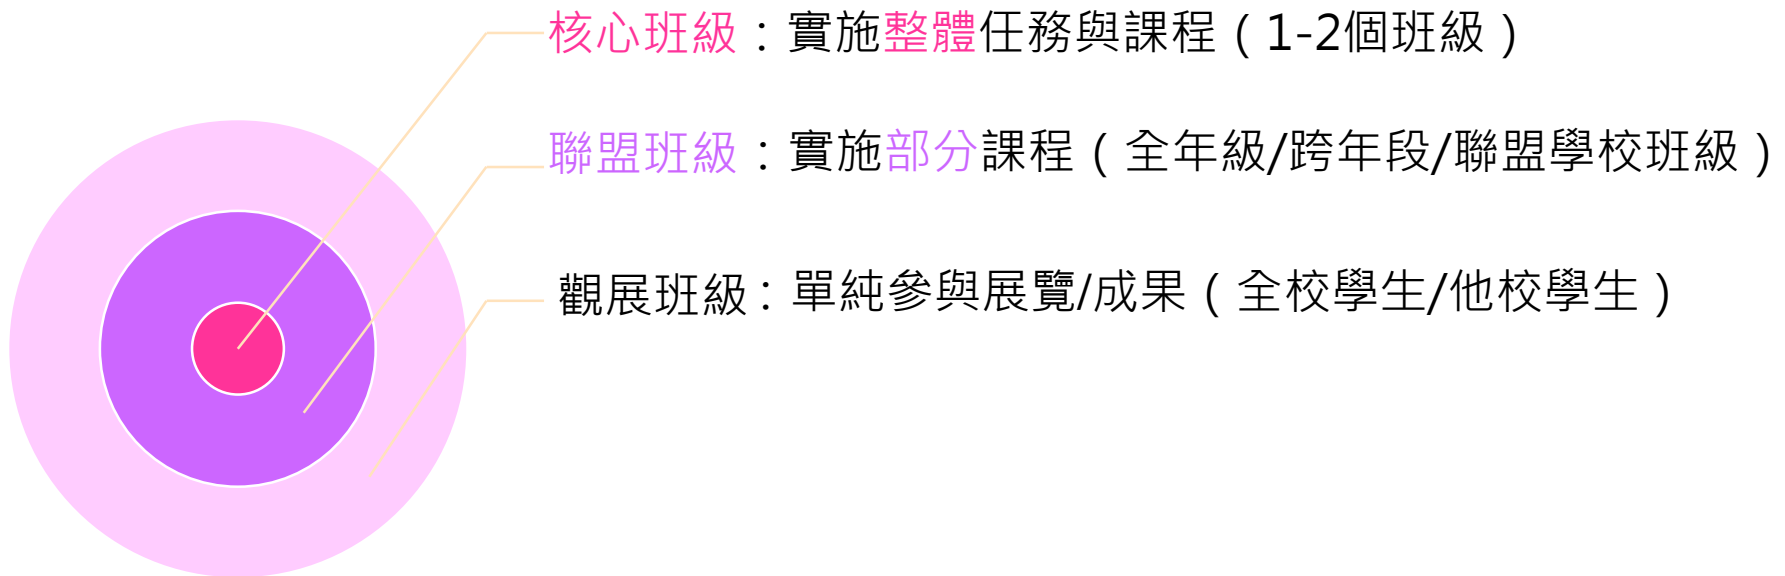 核心班級：實施整體任務與課程（1-2個班級）
聯盟班級：實施部分課程（全年級/跨年段/聯盟學校班級）
觀展班級：單純參與展覽/成果（全校學生/他校學生）